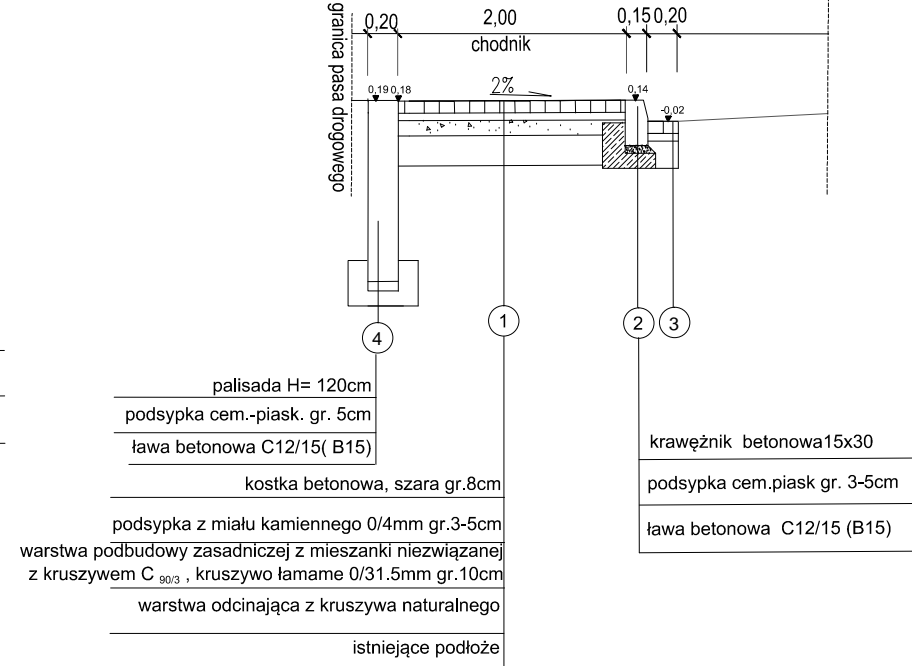 granica pasa drogowego
0,20
2,00
0,15
0,20
chodnik
2%
0,19
0,18
0,14
-0,02
1
2
3
4
palisada H= 120cm
podsypka cem.-piask. gr. 5cm
ława betonowa C12/15( B15)
kostka betonowa, szara gr.8cm
podsypka z miału kamiennego 0/4mm gr.3-5cm
warstwa podbudowy zasadniczej z mieszanki niezwiązanej
z kruszywem C 90/3 , kruszywo łamame 0/31.5mm gr.10cm
warstwa odcinająca z kruszywa naturalnego
istniejące podłoże
krawężnik betonowa15x30
podsypka cem.piask gr. 3-5cm
ława betonowa C12/15 (B15)